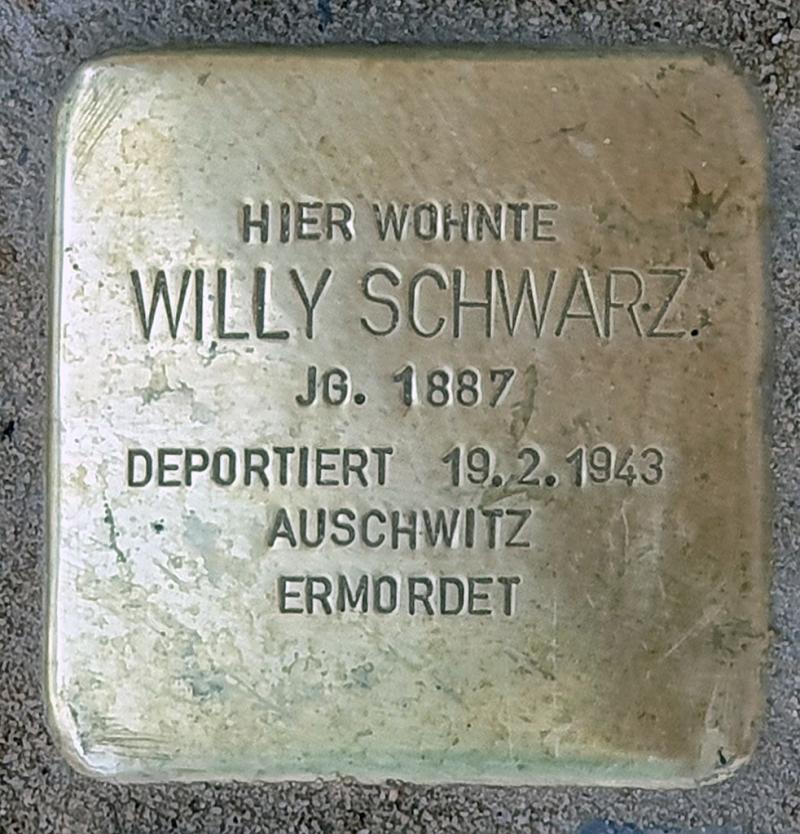 HIER WOHNTE
WILLY SCHWARZ
JG. 1887
DEPORTIERT 19.2.1943
AUSCHWITZ
ERMORDET